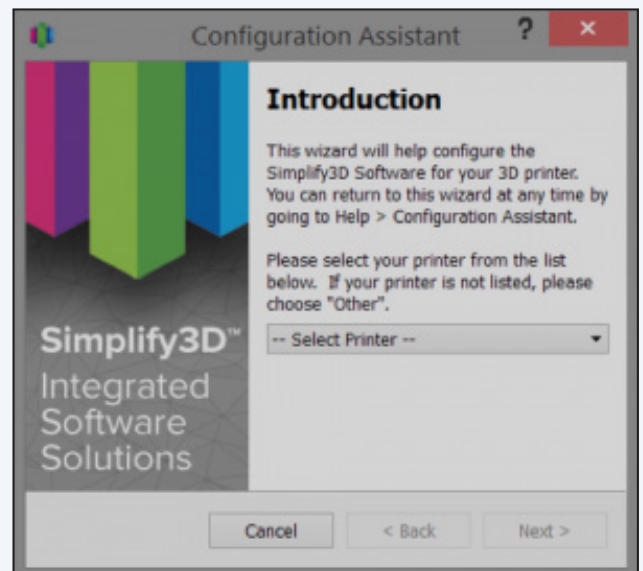 Configuration Assistant ? ×
Introduction
This wizard will help configure the
Simplify3D Software for your 3D printer.
You can return to this wizard at any time by
going to Help > Configuration Assistant.
Please select your printer from the list
below.  If your printer is not listed, please
choose "Other".
-- Select Printer --
Simplify3D™
Integrated
Software
Solutions
Cancel
< Back
Next >